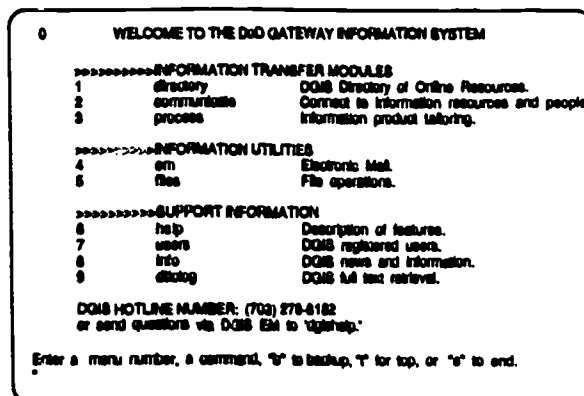 0 WELCOME TO THE DoD GATEWAY INFORMATION SYSTEM
>>>>>>>>>>INFORMATION TRANSFER MODULES
1 directory DGIS Directory of Online Resources.
2 communicate Connect to information resources and people
3 process Information product tailoring.
>>>>>>>>>>INFORMATION UTILITIES
4 em Electronic Mail.
5 files File operations.
>>>>>>>>>>SUPPORT INFORMATION
6 help Description of features.
7 users DGIS registered users.
8 info DGIS news and information.
9 DGIS full text retrieval.
DGIS HOTLINE NUMBER: (703)
or send questions via DGIS EM to "dgishelp."
Enter a menu number, a command, "b" to backup, "t" for top, or "e" to end.
*